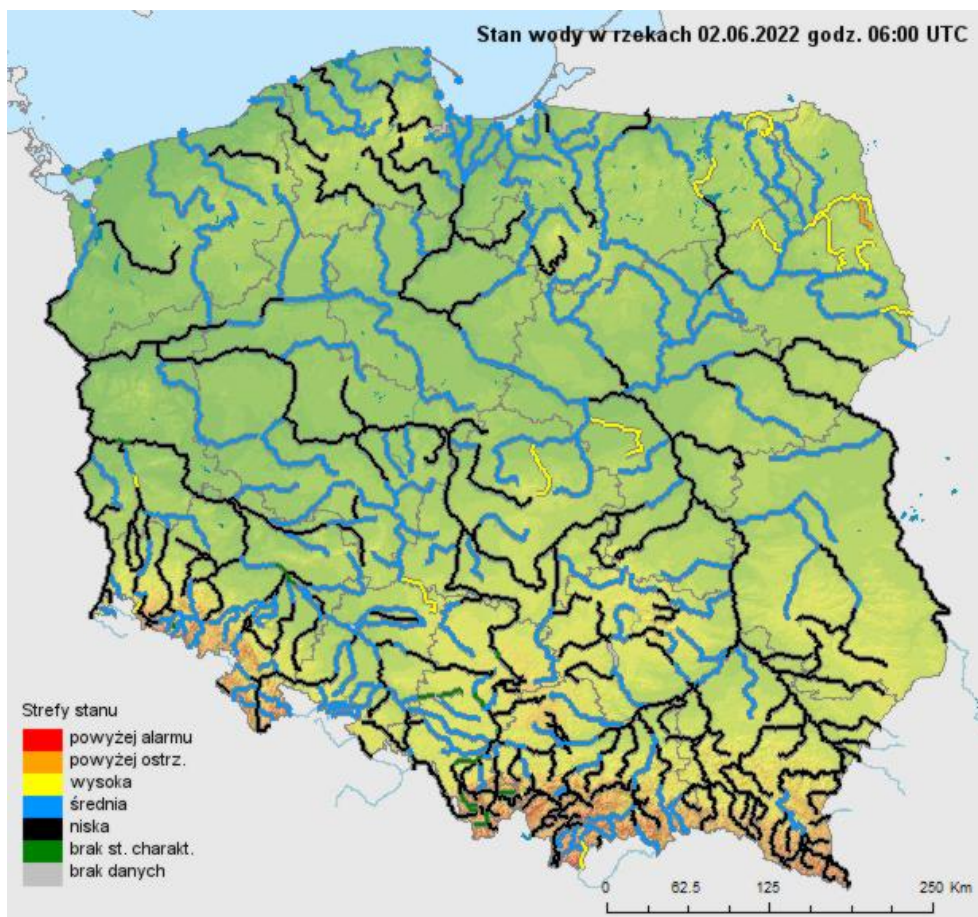 Stan wody w rzekach 02.06.2022 godz. 06:00 UTC
Strefy stanu
powyżej alarmu
powyżej ostrz.
wysoka
średnia
niska
brak st. charakt.
brak danych
0 62.5 125 250 Km